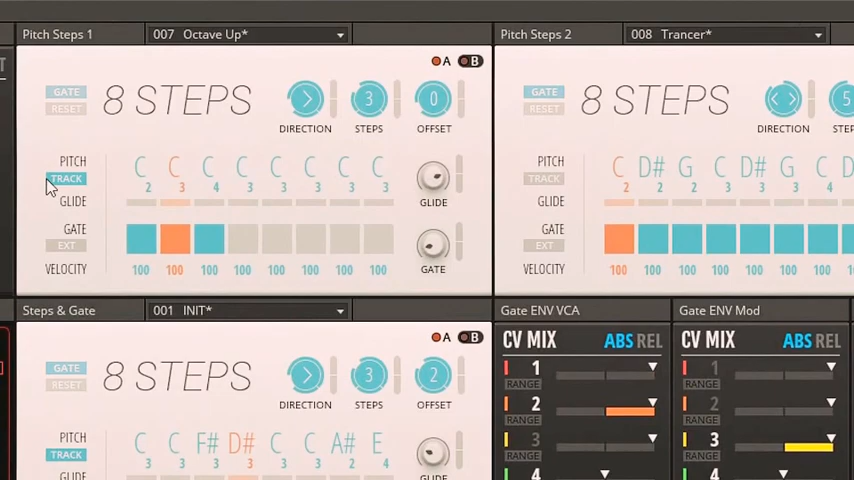 Pitch Steps 1
007 Octave Up*
Pitch Steps 2
008 Trancer*
A B
GATE
RESET
8 STEPS
3
0
DIRECTION
STEPS
OFFSET
PITCH
TRACK
GLIDE
C C C C C C C C
2 3 4 3 3 3 3 3
GLIDE
GATE
EXT
VELOCITY
100 100 100 100 100 100 100 100
GATE
GATE
RESET
8 STEPS
5
DIRECTION
STEP
PITCH
TRACK
GLIDE
C D# G C D# G C D
2 2 2 3 3 3 4
GATE
EXT
VELOCITY
100 100 100 100 100 100 100
Steps & Gate
001 INIT*
A B
GATE
RESET
8 STEPS
3
2
DIRECTION
STEPS
OFFSET
PITCH
TRACK
GLIDE
C C F# D# C C A# E
3 3 3 3 3 3 2 4
GLIDE
Gate ENV VCA
CV MIX ABS REL
1
RANGE
2
RANGE
3
RANGE
4
Gate ENV Mod
CV MIX ABS REL
1
RANGE
2
RANGE
3
RANGE
4